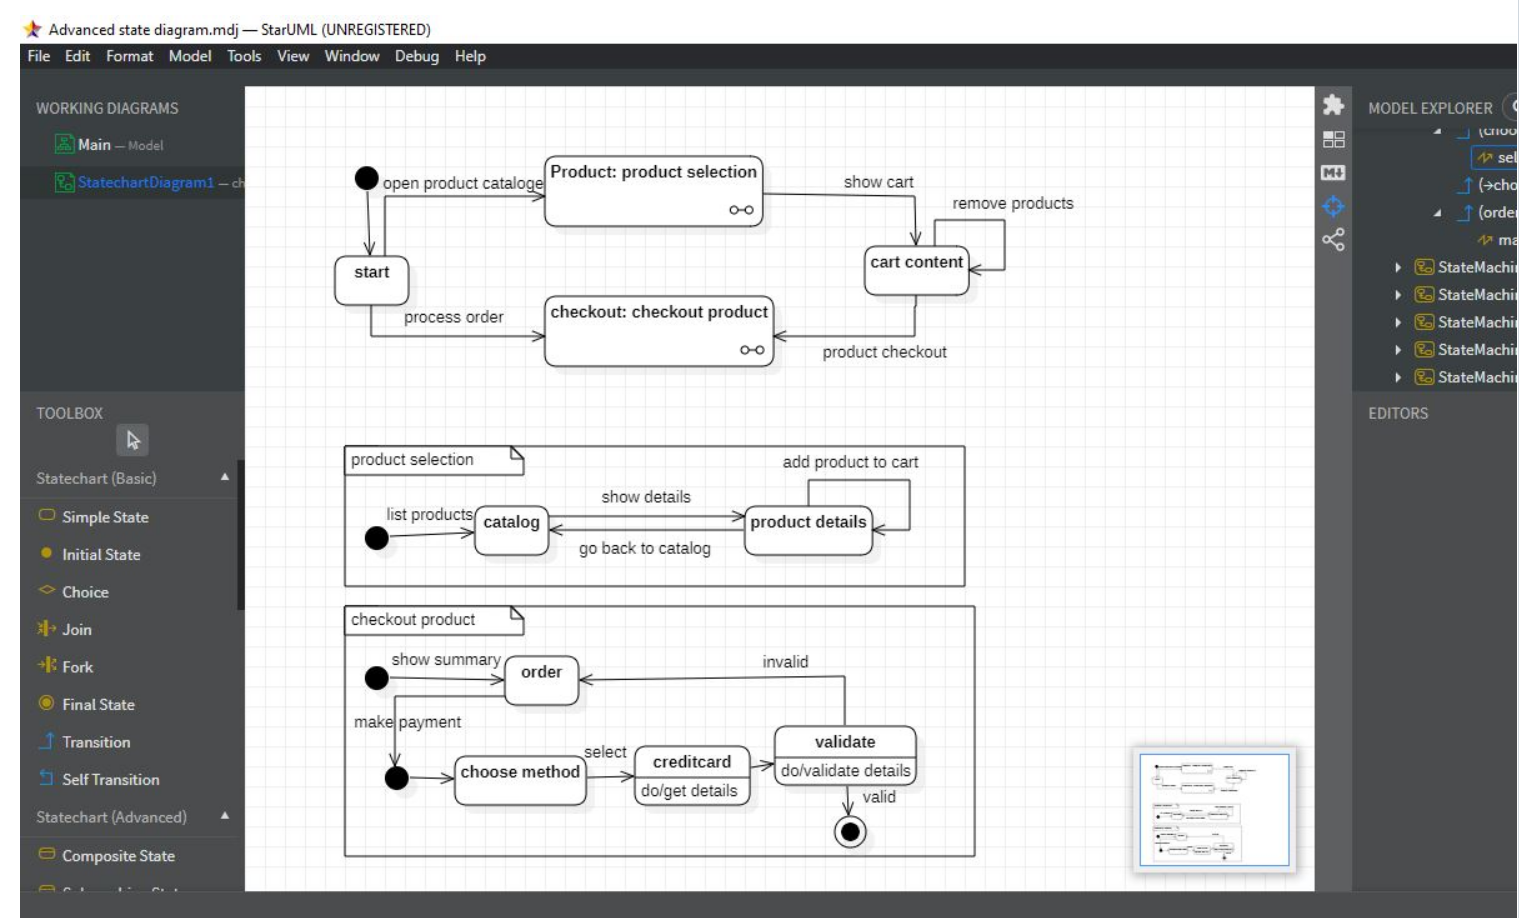 Advanced state diagram.mdj — StarUML (UNREGISTERED)
File Edit Format Model Tools View Window Debug Help
WORKING DIAGRAMS
Main — Model
StatechartDiagram1 — ch
TOOLBOX
Statechart (Basic)
Simple State
Initial State
Choice
Join
Fork
Final State
Transition
Self Transition
Statechart (Advanced)
Composite State
open product cataloge
Product: product selection
show cart
remove products
start
cart content
process order
checkout: checkout product
product checkout
product selection
add product to cart
list products
catalog
show details
product details
go back to catalog
checkout product
show summary
order
invalid
make payment
choose method
select
creditcard
do/get details
validate
do/validate details
valid
M
MODEL EXPLORER
(choo
sel
(→cho
(order
ma
StateMachi
StateMachi
StateMachi
StateMachi
StateMachi
EDITORS